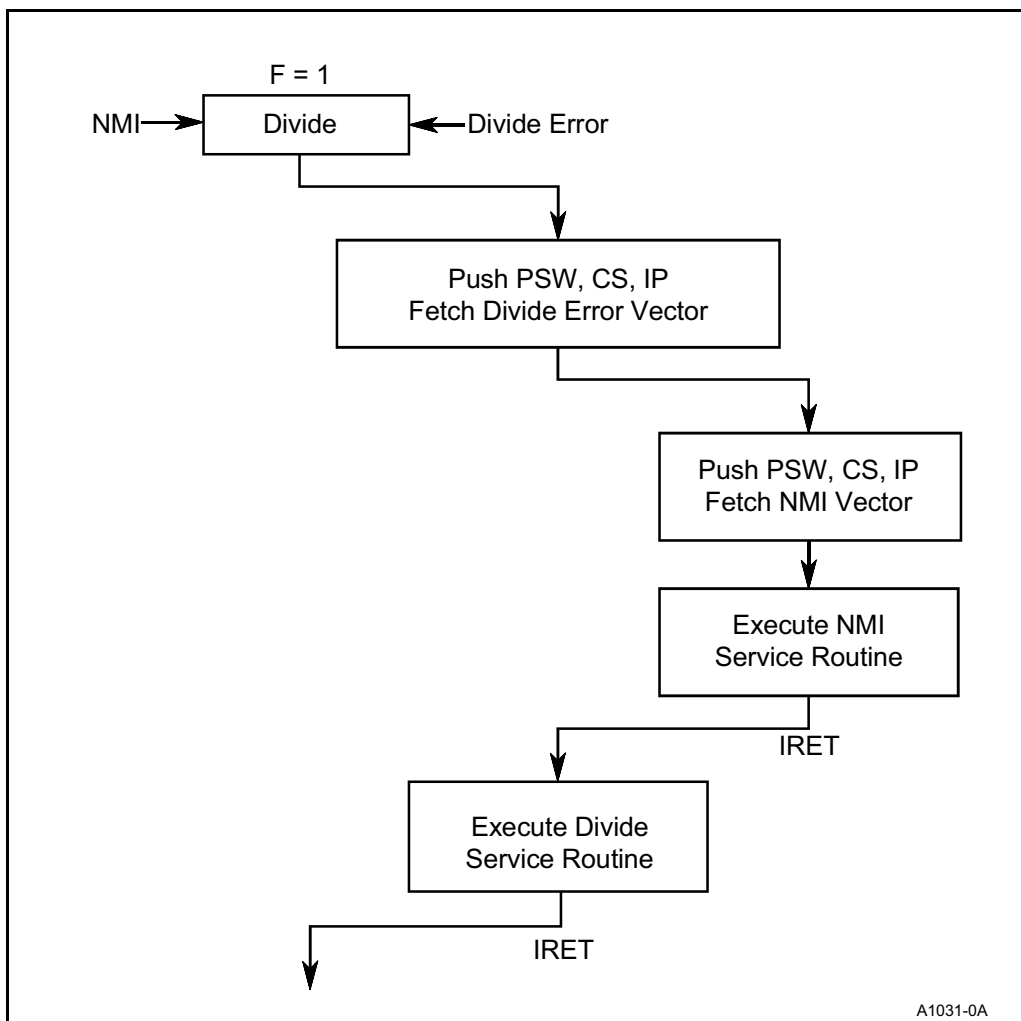 F = 1
NMI
Divide
Divide Error
Push PSW, CS, IP
Fetch Divide Error Vector
Push PSW, CS, IP
Fetch NMI Vector
Execute NMI
Service Routine
IRET
Execute Divide
Service Routine
IRET
A1031-0A